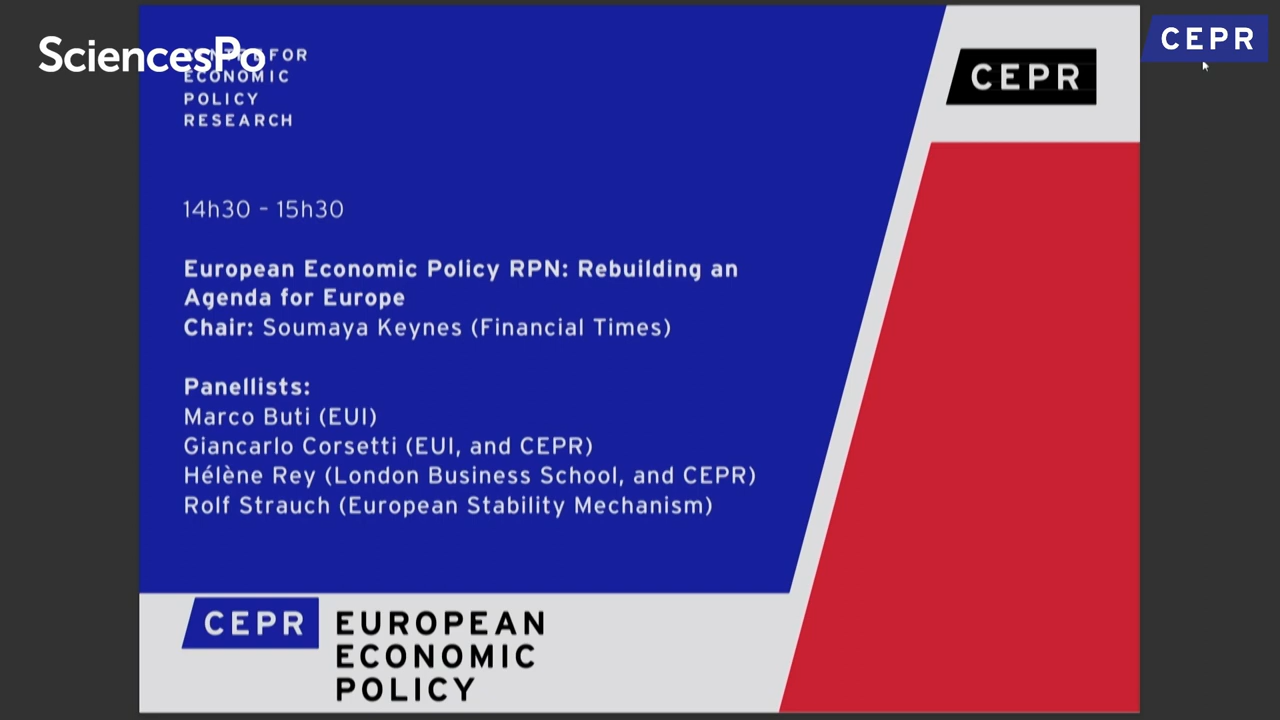 SciencesPo
CENTRE FOR
ECONOMIC
POLICY
RESEARCH
CEPR
CEPR
14h30 – 15h30
European Economic Policy RPN: Rebuilding an
Agenda for Europe
Chair: Soumaya Keynes (Financial Times)
Panellists:
Marco Buti (EUI)
Giancarlo Corsetti (EUI, and CEPR)
Hélène Rey (London Business School, and CEPR)
Rolf Strauch (European Stability Mechanism)
CEPR
EUROPEAN
ECONOMIC
POLICY